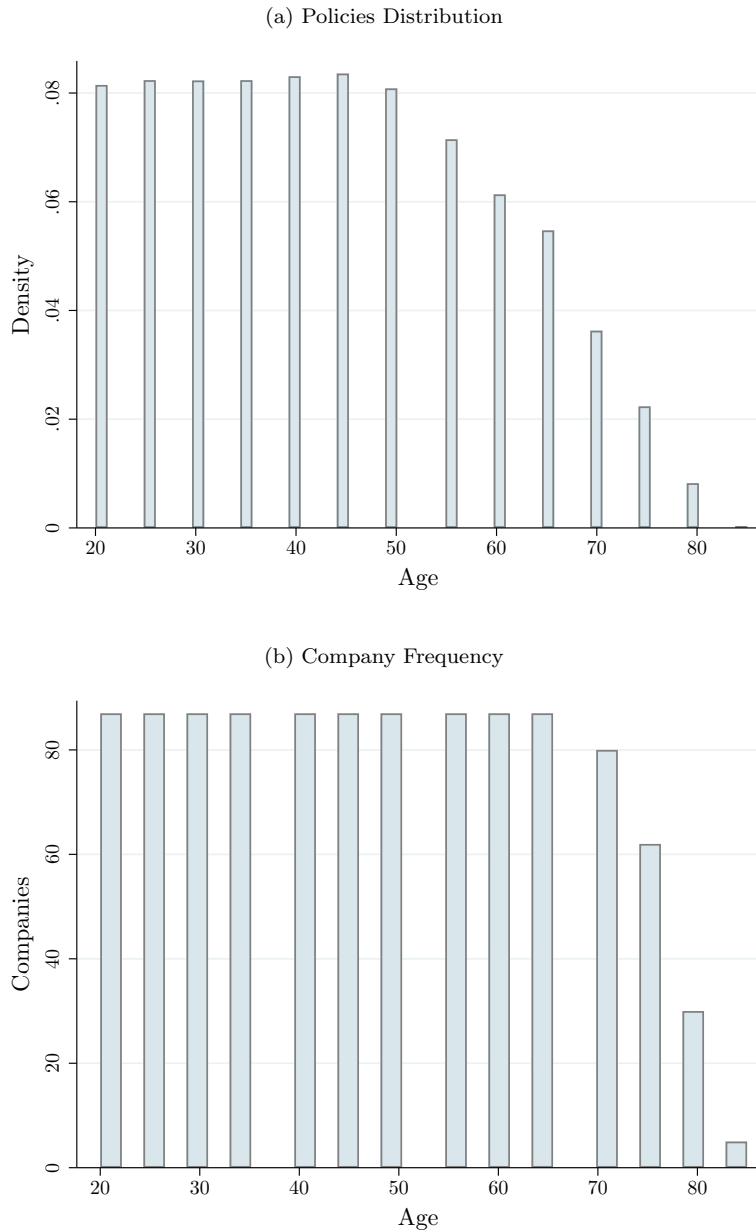 (a) Policies Distribution
.08
.06
.04
.02
0
Density
20 30 40 50 60 70 80
Age
(b) Company Frequency
80
60
40
20
0
Companies
20 30 40 50 60 70 80
Age